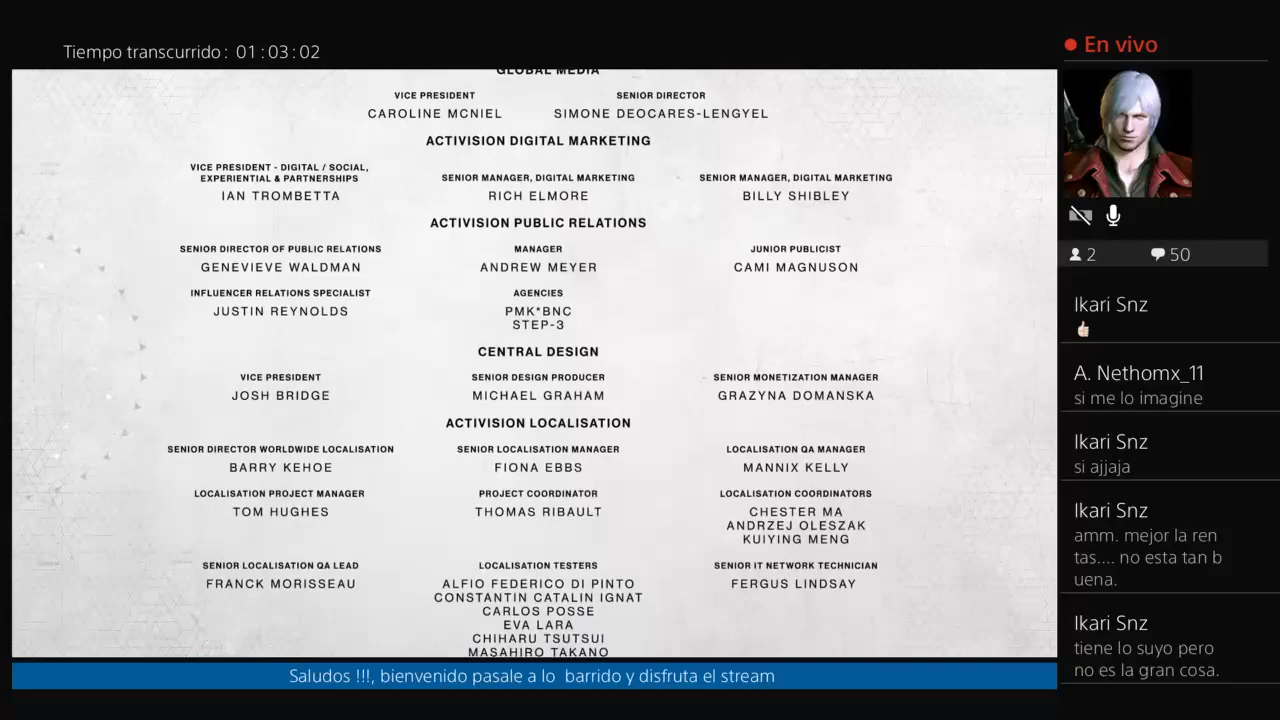 Tiempo transcurrido : 01 : 03 : 02
En vivo
GLOBAL MEDIA
VICE PRESIDENT
CAROLINE MCNIEL
SENIOR DIRECTOR
SIMONE DEOCARES-LENGYEL
ACTIVISION DIGITAL MARKETING
VICE PRESIDENT - DIGITAL / SOCIAL,
EXPERIENTIAL & PARTNERSHIPS
IAN TROMBETTA
SENIOR MANAGER, DIGITAL MARKETING
RICH ELMORE
SENIOR MANAGER, DIGITAL MARKETING
BILLY SHIBLEY
ACTIVISION PUBLIC RELATIONS
SENIOR DIRECTOR OF PUBLIC RELATIONS
GENEVIEVE WALDMAN
MANAGER
ANDREW MEYER
JUNIOR PUBLICIST
CAMI MAGNUSON
INFLUENCER RELATIONS SPECIALIST
JUSTIN REYNOLDS
AGENCIES
PMK*BNC
STEP-3
CENTRAL DESIGN
VICE PRESIDENT
JOSH BRIDGE
SENIOR DESIGN PRODUCER
MICHAEL GRAHAM
SENIOR MONETIZATION MANAGER
GRAZYNA DOMANSKA
ACTIVISION LOCALISATION
SENIOR DIRECTOR WORLDWIDE LOCALISATION
BARRY KEHOE
SENIOR LOCALISATION MANAGER
FIONA EBBS
LOCALISATION QA MANAGER
MANNIX KELLY
LOCALISATION PROJECT MANAGER
TOM HUGHES
PROJECT COORDINATOR
THOMAS RIBAULT
LOCALISATION COORDINATORS
CHESTER MA
ANDRZEJ OLESZAK
KUIYING MENG
SENIOR LOCALISATION QA LEAD
FRANCK MORISSEAU
LOCALISATION TESTERS
ALFIO FEDERICO DI PINTO
CONSTANTIN CATALIN IGNAT
CARLOS POSSE
EVA LARA
CHIHARU TSUTSUI
MASAHIRO TAKANO
SENIOR IT NETWORK TECHNICIAN
FERGUS LINDSAY
Saludos !!!, bienvenido pasale a lo  barrido y disfruta el stream
2
50
Ikari Snz
A. Nethomx_11
si me lo imagine
Ikari Snz
si ajjaja
Ikari Snz
amm. mejor la ren
tas.... no esta tan b
uena.
Ikari Snz
tiene lo suyo pero
no es la gran cosa.